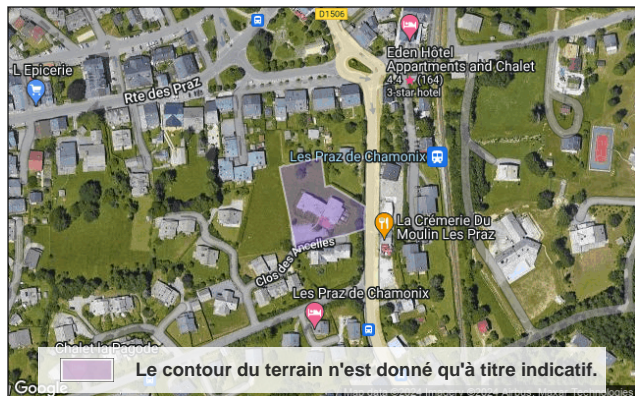 D1506
Eden Hôtel
Appartments and Chalet
4.4 (164)
3-star hotel
L Epicerie
Rte des Praz
Les Praz de Chamonix
La Crémerie Du
Moulin Les Praz
Clos des Ancelles
Les Praz de Chamonix
Chalet la Pagode
Le contour du terrain n'est donné qu'à titre indicatif.
Google
Map data ©2024 Imagery ©2024 Airbus, Maxar Technologies